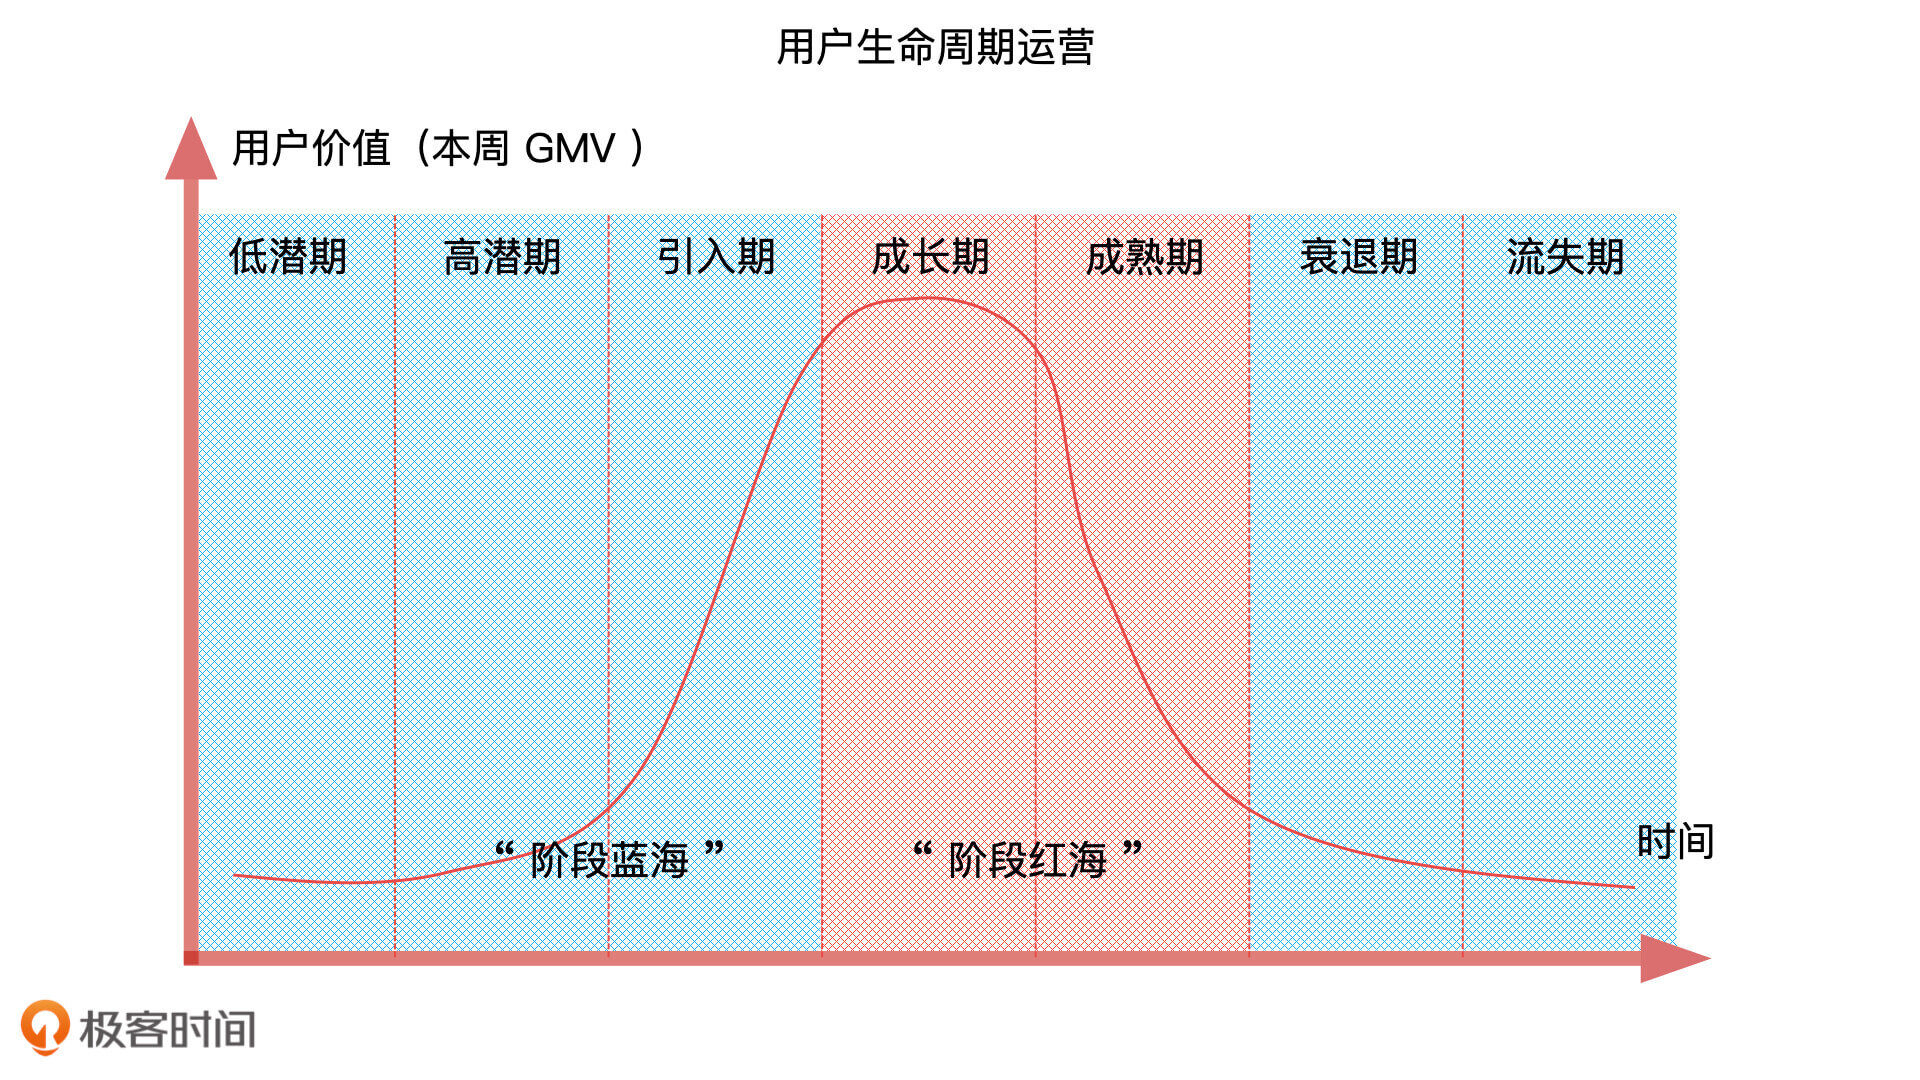 用户生命周期运营
用户价值（本周 GMV ）
低潜期 高潜期 引入期 成长期 成熟期 衰退期 流失期
“ 阶段蓝海 ” “ 阶段红海 ”
时间
极客时间